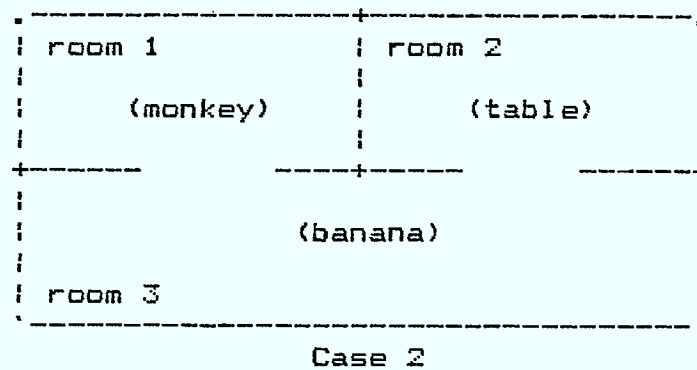 room 1 room 2
(monkey) (table)
(banana)
room 3
Case 2